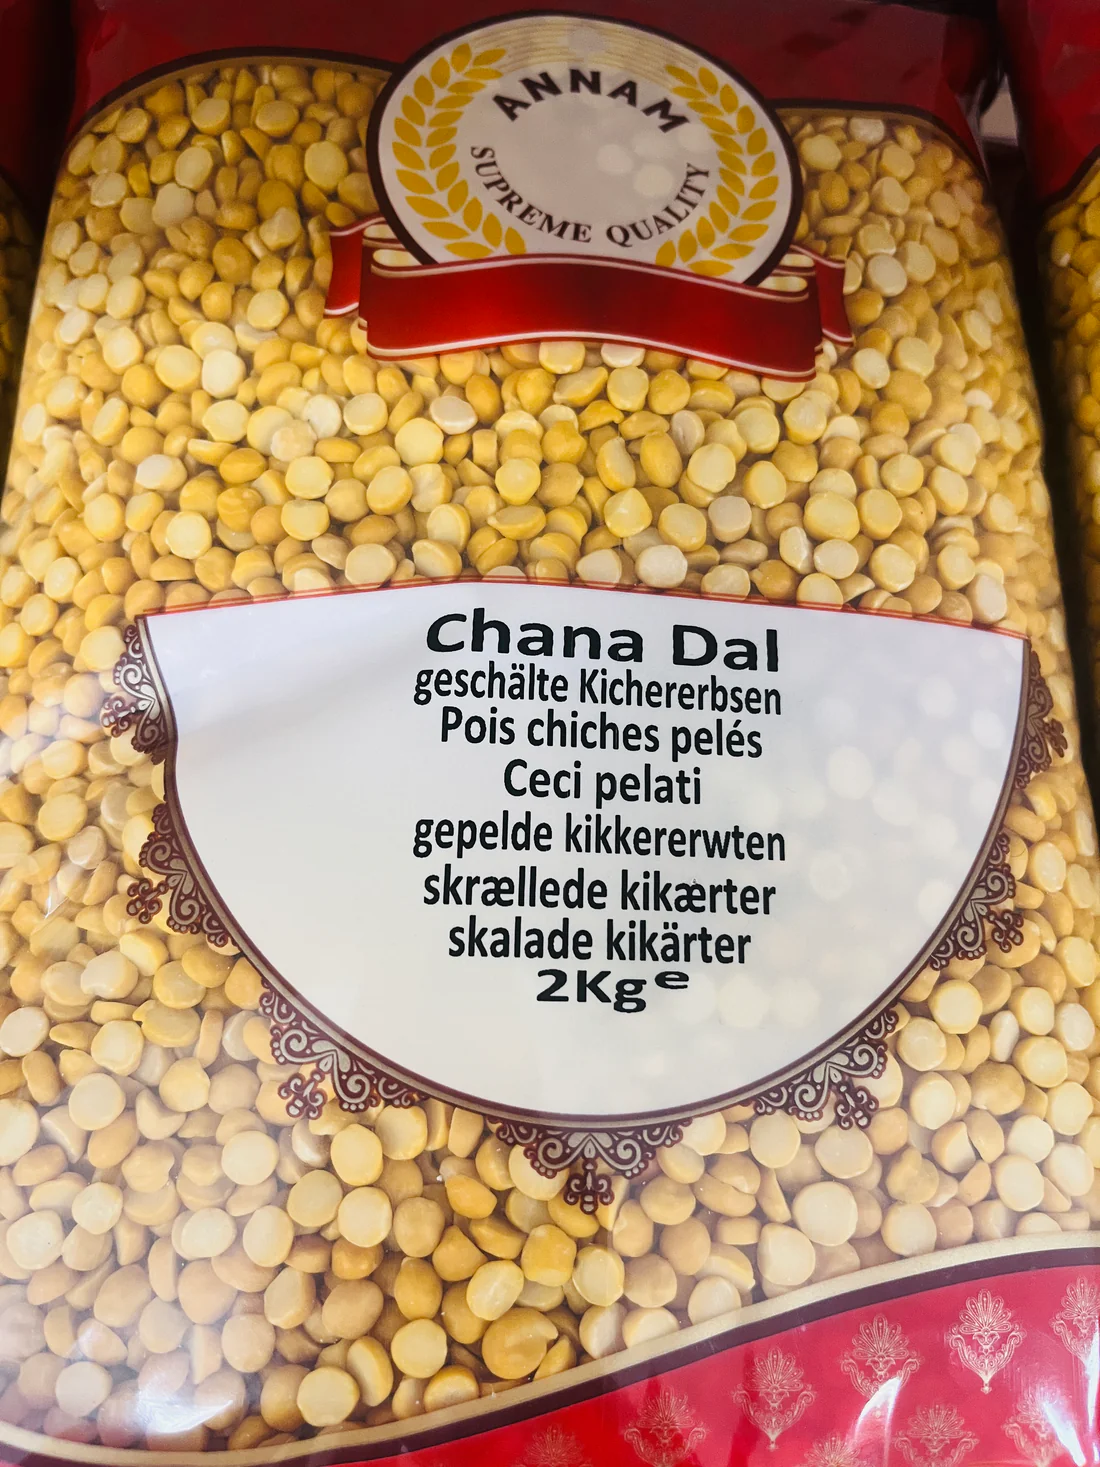 ANNAM
SUPREME QUALITY
Chana Dal
geschälte Kichererbsen
Pois chiches pelés
Ceci pelati
gepelde kikkererwten
skrællede kikærter
skalade kikärter
2Kg e